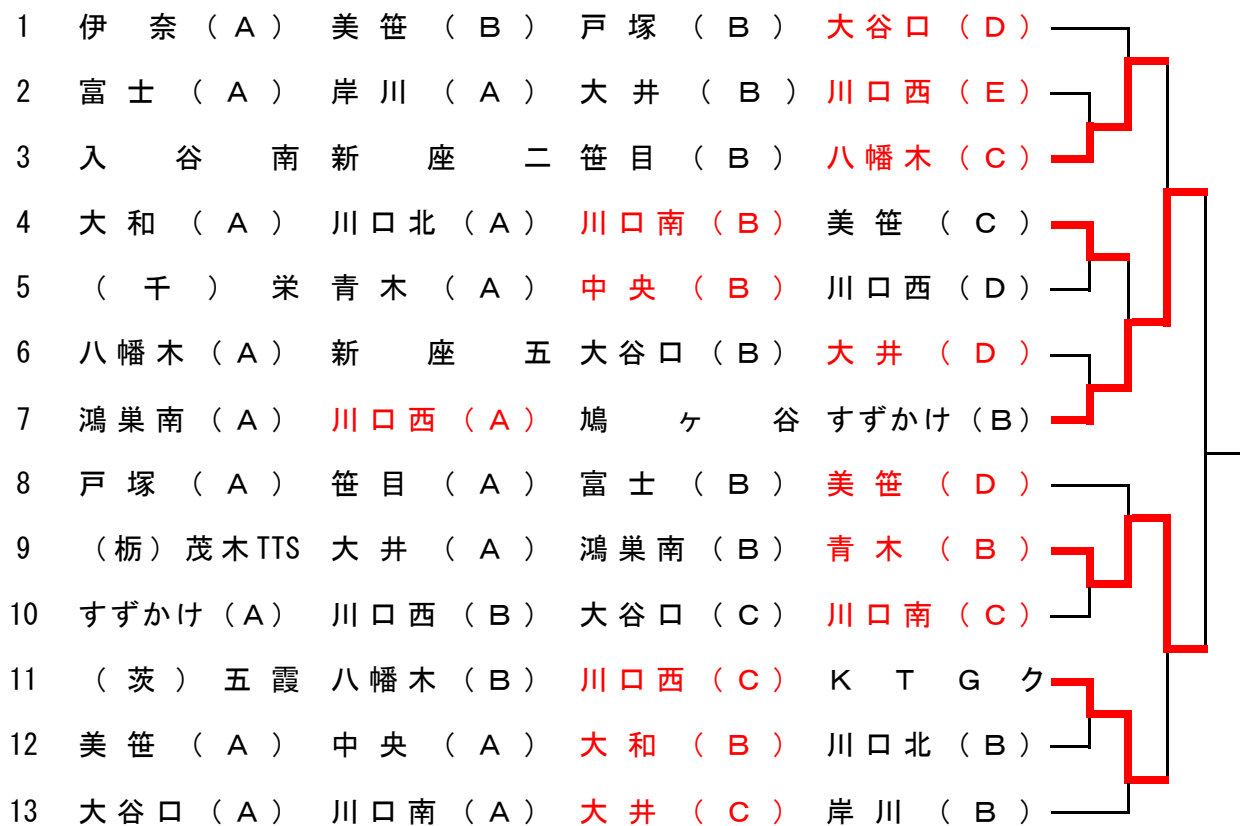 1 伊奈（A） 美笹（B） 戸塚（B） 大谷口（D）
2 富士（A） 岸川（A） 大井（B） 川口西（E）
3 入谷南 新座二 笹目（B） 八幡木（C）
4 大和（A） 川口北（A） 川口南（B） 美笹（C）
5 （千）栄 青木（A） 中央（B） 川口西（D）
6 八幡木（A） 新座五 大谷口（B） 大井（D）
7 鴻巣南（A） 川口西（A） 鳩ヶ谷 すずかけ（B）
8 戸塚（A） 笹目（A） 富士（B） 美笹（D）
9 （栃）茂木TTS 大井（A） 鴻巣南（B） 青木（B）
10 すずかけ（A） 川口西（B） 大谷口（C） 川口南（C）
11 （茨）五霞 八幡木（B） 川口西（C） KTGク
12 美笹（A） 中央（A） 大和（B） 川口北（B）
13 大谷口（A） 川口南（A） 大井（C） 岸川（B）